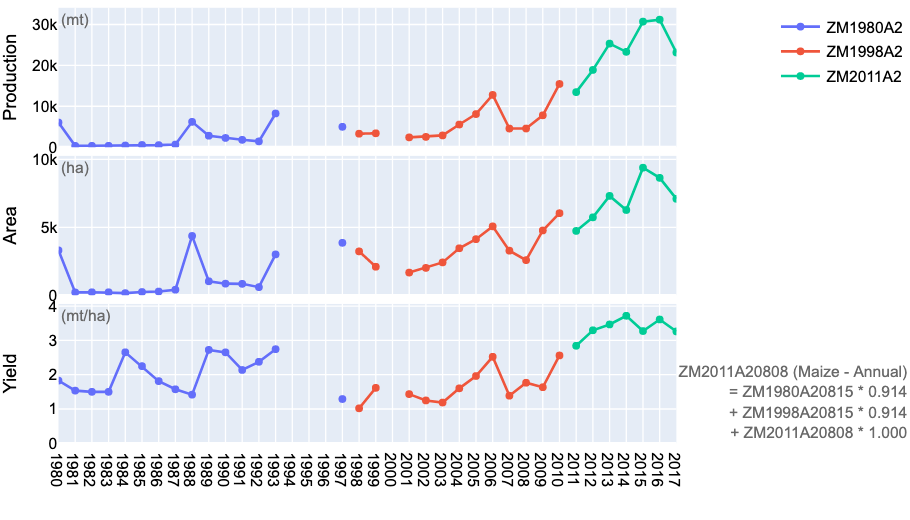 (mt)
30k
20k
10k
0
Production
ZM1980A2
ZM1998A2
ZM2011A2
(ha)
10k
5k
0
Area
(mt/ha)
4
3
2
1
0
Yield
ZM2011A20808 (Maize - Annual)
= ZM1980A20815 * 0.914
+ ZM1998A20815 * 0.914
+ ZM2011A20808 * 1.000
1980
1981
1982
1983
1984
1985
1986
1987
1988
1989
1990
1991
1992
1993
1994
1995
1996
1997
1998
1999
2000
2001
2002
2003
2004
2005
2006
2007
2008
2009
2010
2011
2012
2013
2014
2015
2016
2017